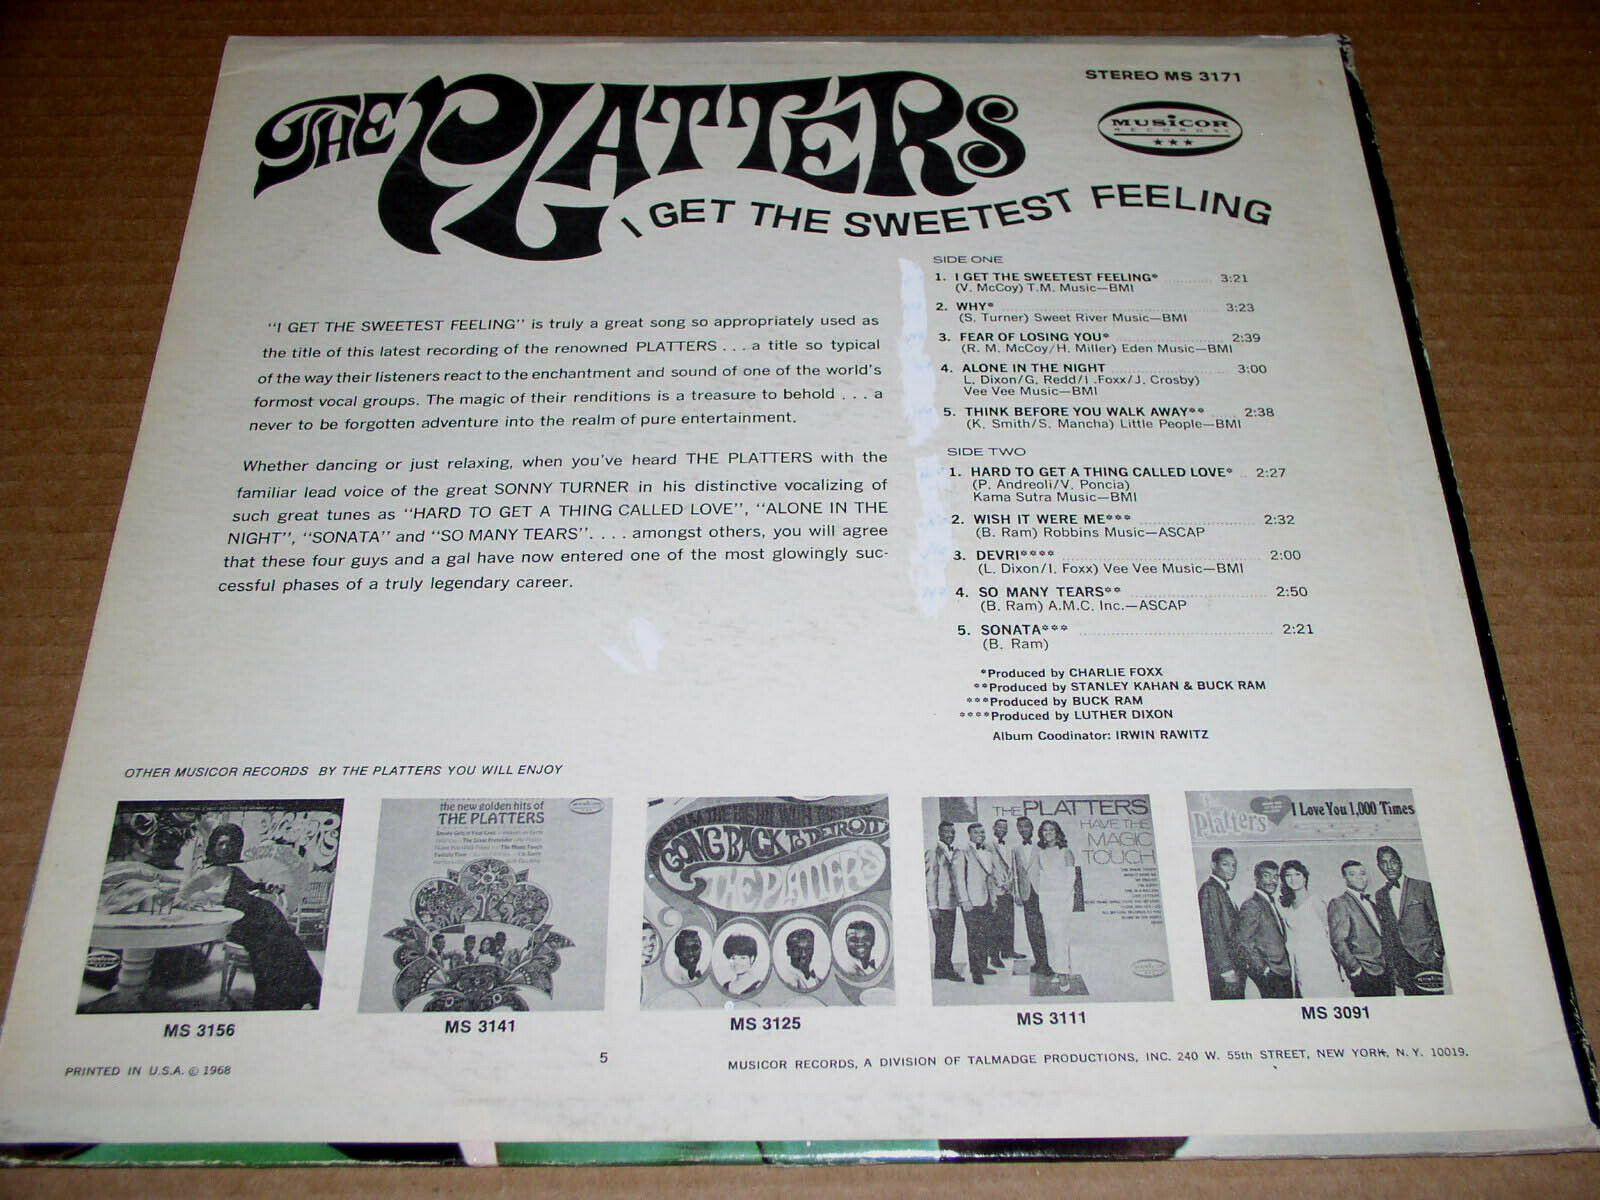 THE PLATTERS
I GET THE SWEETEST FEELING
STEREO MS 3171
MUSICOR
RECORDS
"I GET THE SWEETEST FEELING" is truly a great song so appropriately used as
the title of this latest recording of the renowned PLATTERS . . . a title so typical
of the way their listeners react to the enchantment and sound of one of the world's
formost vocal groups. The magic of their renditions is a treasure to behold . . . a
never to be forgotten adventure into the realm of pure entertainment.
Whether dancing or just relaxing, when you've heard THE PLATTERS with the
familiar lead voice of the great SONNY TURNER in his distinctive vocalizing of
such great tunes as "HARD TO GET A THING CALLED LOVE", "ALONE IN THE
NIGHT", "SONATA" and "SO MANY TEARS". . . . amongst others, you will agree
that these four guys and a gal have now entered one of the most glowingly suc-
cessful phases of a truly legendary career.
SIDE ONE
1. I GET THE SWEETEST FEELING* .......... 3:21
(V. McCoy) T.M. Music—BMI
2. WHY* .......... 3:23
(S. Turner) Sweet River Music—BMI
3. FEAR OF LOSING YOU* .......... 2:39
(R. M. McCoy/H. Miller) Eden Music—BMI
4. ALONE IN THE NIGHT .......... 3:00
L. Dixon/G. Redd/I .Foxx/J. Crosby)
Vee Vee Music—BMI
5. THINK BEFORE YOU WALK AWAY** ..... 2:38
(K. Smith/S. Mancha) Little People—BMI
SIDE TWO
1. HARD TO GET A THING CALLED LOVE* .. 2:27
(P. Andreoli/V. Poncia)
Kama Sutra Music—BMI
2. WISH IT WERE ME*** .......... 2:32
(B. Ram) Robbins Music—ASCAP
3. DEVRI**** .......... 2:00
(L. Dixon/I. Foxx) Vee Vee Music—BMI
4. SO MANY TEARS** .......... 2:50
(B. Ram) A.M.C. Inc.—ASCAP
5. SONATA*** .......... 2:21
(B. Ram)
*Produced by CHARLIE FOXX
**Produced by STANLEY KAHAN & BUCK RAM
***Produced by BUCK RAM
****Produced by LUTHER DIXON
Album Coodinator: IRWIN RAWITZ
OTHER MUSICOR RECORDS BY THE PLATTERS YOU WILL ENJOY
the new golden hits of
THE PLATTERS
GOING BACK TO DETROIT
THE PLATTERS
THE PLATTERS
HAVE THE
MAGIC
TOUCH
The Platters
I Love You 1,000 Times
MS 3156
MS 3141
MS 3125
MS 3111
MS 3091
PRINTED IN U.S.A. © 1968
5
MUSICOR RECORDS, A DIVISION OF TALMADGE PRODUCTIONS, INC. 240 W. 55th STREET, NEW YORK, N. Y. 10019.